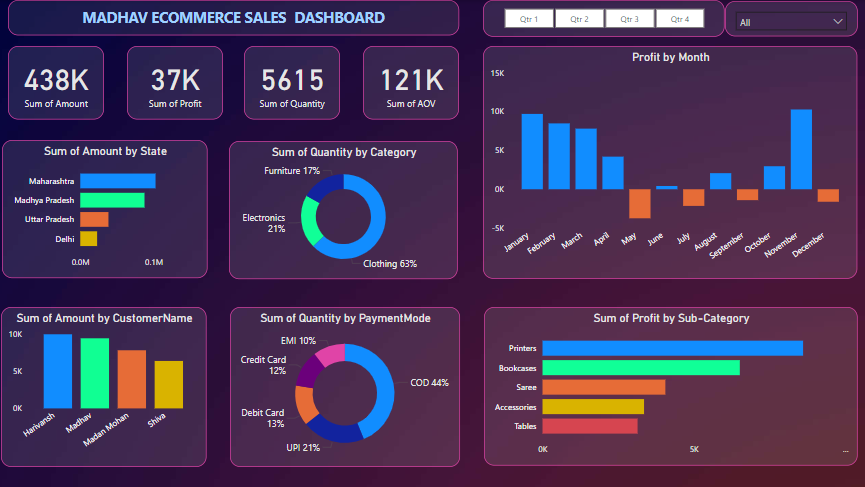 MADHAV ECOMMERCE SALES DASHBOARD
Qtr 1 Qtr 2 Qtr 3 Qtr 4
All
438K
Sum of Amount
37K
Sum of Profit
5615
Sum of Quantity
121K
Sum of AOV
Profit by Month
15K
10K
5K
0K
-5K
January
February
March
April
May
June
July
August
September
October
November
December
Sum of Amount by State
Maharashtra
Madhya Pradesh
Uttar Pradesh
Delhi
0.0M 0.1M
Sum of Quantity by Category
Furniture 17%
Electronics
21%
Clothing 63%
Sum of Amount by CustomerName
10K
5K
0K
Harivansh
Madhav
Madan Mohan
Shiva
Sum of Quantity by PaymentMode
EMI 10%
Credit Card
12%
COD 44%
Debit Card
13%
UPI 21%
Sum of Profit by Sub-Category
Printers
Bookcases
Saree
Accessories
Tables
0K 5K ...